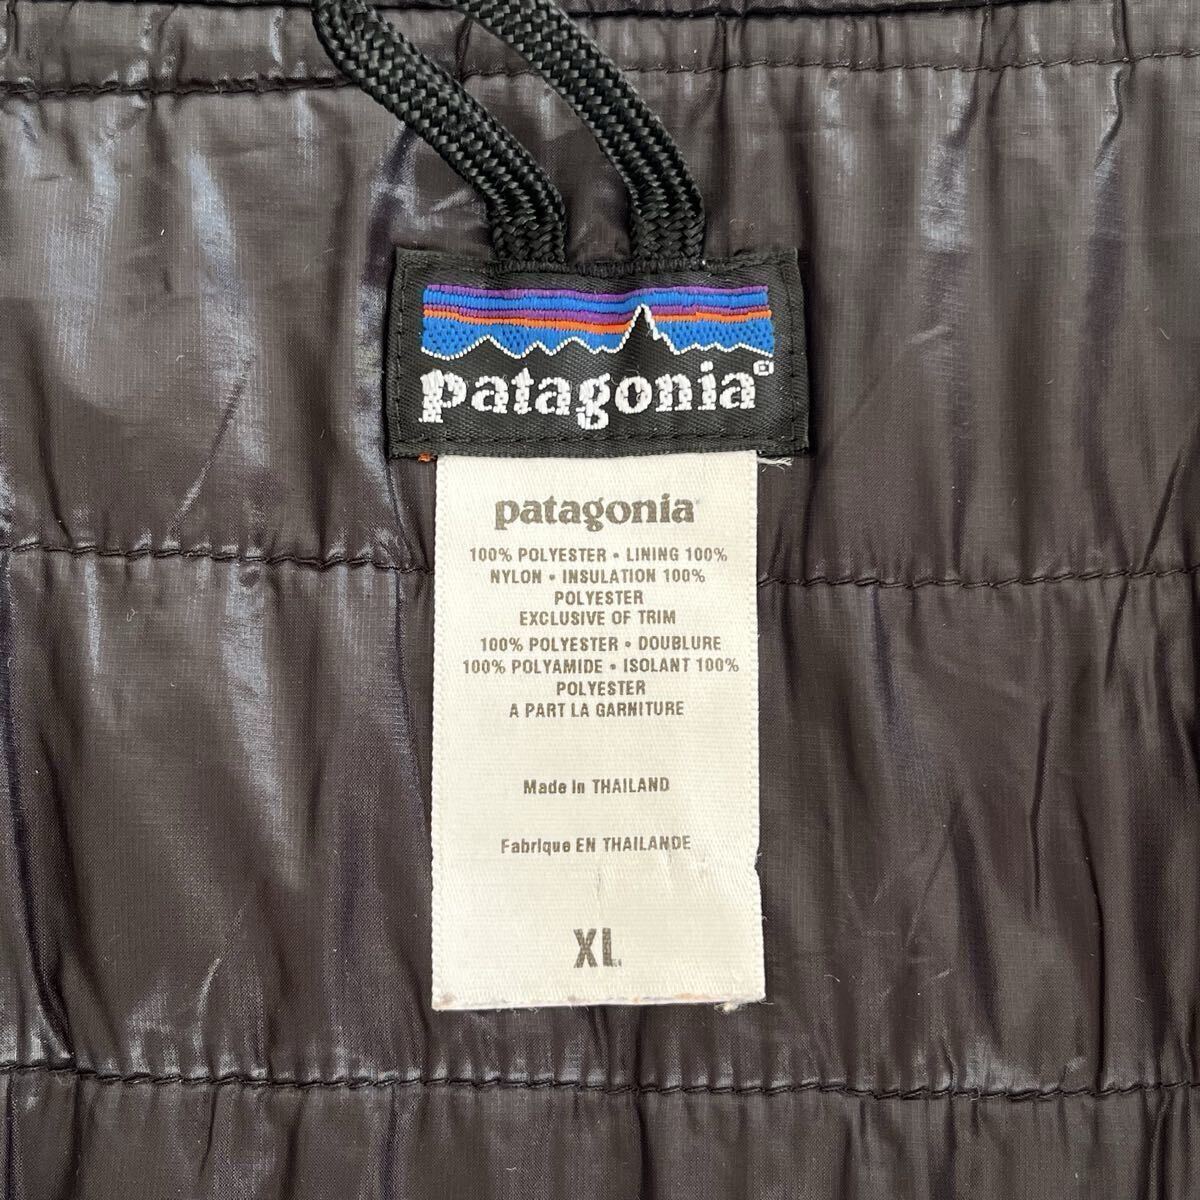 patagonia®
patagonia
100% POLYESTER • LINING 100%
NYLON • INSULATION 100%
POLYESTER
EXCLUSIVE OF TRIM
100% POLYESTER • DOUBLURE
100% POLYAMIDE • ISOLANT 100%
POLYESTER
A PART LA GARNITURE
Made in THAILAND
Fabrique EN THAILANDE
XL